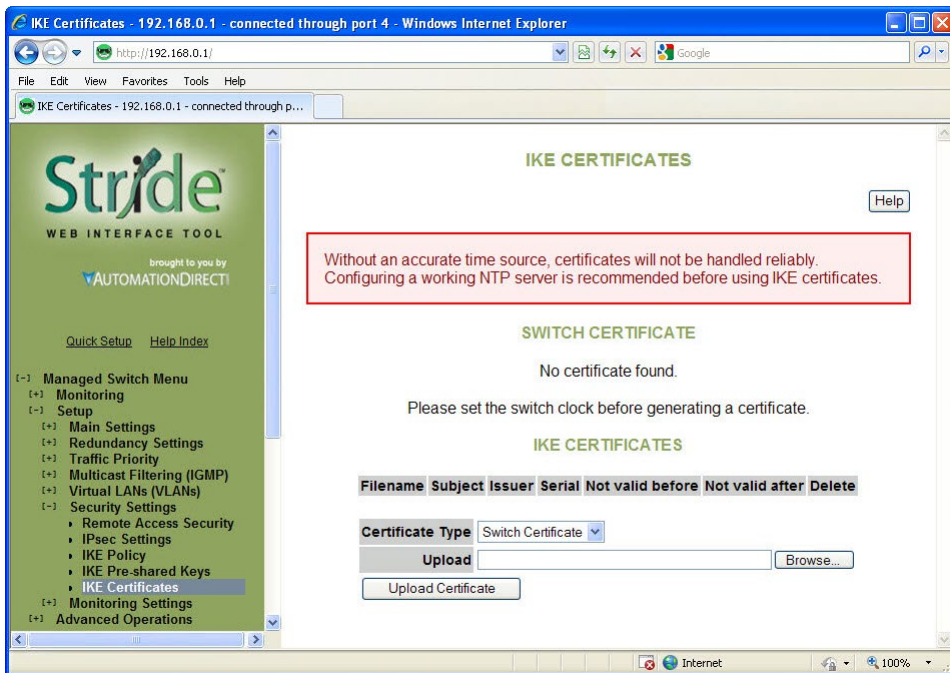 IKE Certificates - 192.168.0.1 - connected through port 4 - Windows Internet Explorer
http://192.168.0.1/
Google
File Edit View Favorites Tools Help
IKE Certificates - 192.168.0.1 - connected through p...
Stride™
WEB INTERFACE TOOL
brought to you by
AUTOMATIONDIRECT
Quick Setup Help Index
[-] Managed Switch Menu
[+] Monitoring
[-] Setup
[+] Main Settings
[+] Redundancy Settings
[+] Traffic Priority
[+] Multicast Filtering (IGMP)
[+] Virtual LANs (VLANs)
[-] Security Settings
Remote Access Security
IPsec Settings
IKE Policy
IKE Pre-shared Keys
IKE Certificates
[+] Monitoring Settings
[+] Advanced Operations
IKE CERTIFICATES
Help
Without an accurate time source, certificates will not be handled reliably.
Configuring a working NTP server is recommended before using IKE certificates.
SWITCH CERTIFICATE
No certificate found.
Please set the switch clock before generating a certificate.
IKE CERTIFICATES
Filename Subject Issuer Serial Not valid before Not valid after Delete
Certificate Type Switch Certificate
Upload Browse...
Upload Certificate
Internet 100%